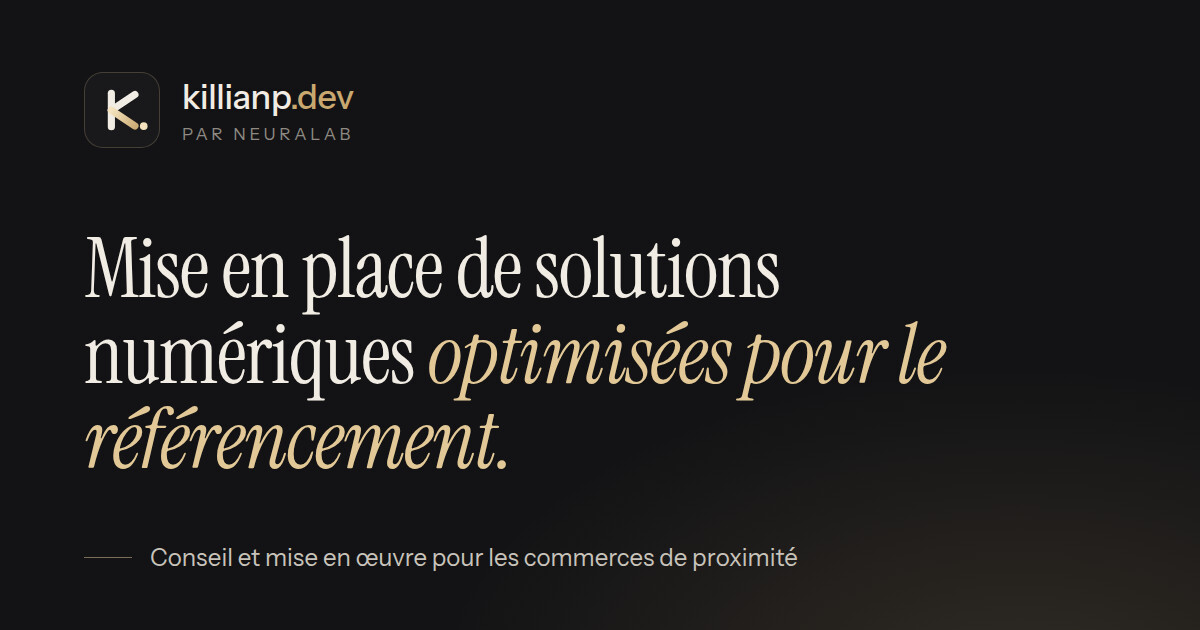 K.
killianp.dev
PAR NEURALAB
Mise en place de solutions
numériques optimisées pour le
référencement.
Conseil et mise en œuvre pour les commerces de proximité